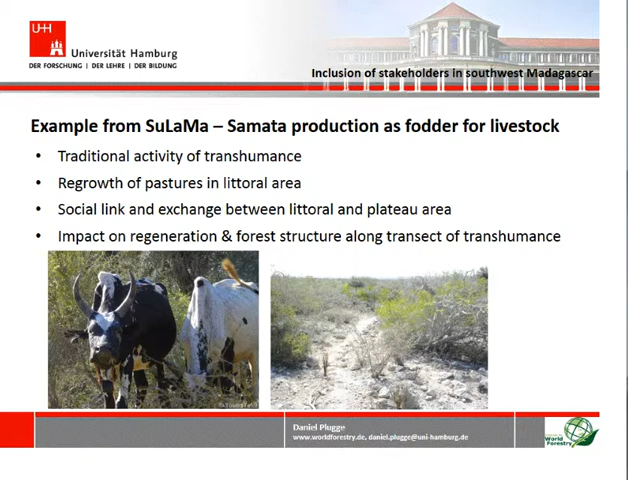 UHH
Universität Hamburg
DER FORSCHUNG | DER LEHRE | DER BILDUNG
Inclusion of stakeholders in southwest Madagascar
Example from SuLaMa – Samata production as fodder for livestock
• Traditional activity of transhumance
• Regrowth of pastures in littoral area
• Social link and exchange between littoral and plateau area
• Impact on regeneration & forest structure along transect of transhumance
Daniel Plugge
www.worldforestry.de, daniel.plugge@uni-hamburg.de
World
Forestry